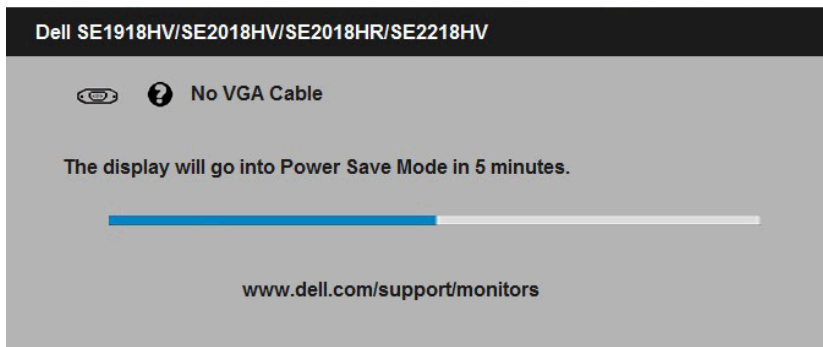 Dell SE1918HV/SE2018HV/SE2018HR/SE2218HV
No VGA Cable
The display will go into Power Save Mode in 5 minutes.
www.dell.com/support/monitors